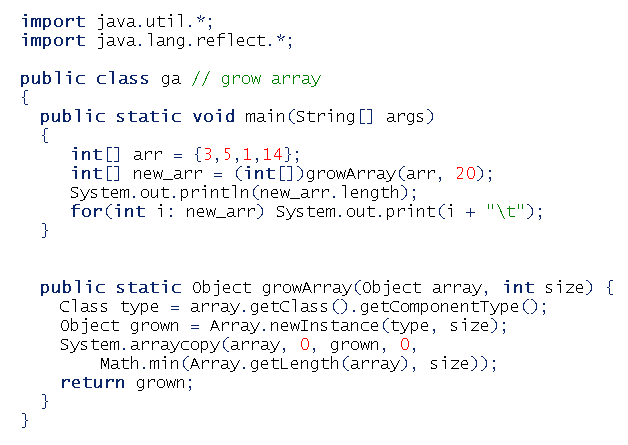 import java.util.*;
import java.lang.reflect.*;
public class ga // grow array
{
public static void main(String[] args)
{
int[] arr = {3,5,1,14};
int[] new_arr = (int[])growArray(arr, 20);
System.out.println(new_arr.length);
for(int i: new_arr) System.out.print(i + "\t");
}
public static Object growArray(Object array, int size) {
Class type = array.getClass().getComponentType();
Object grown = Array.newInstance(type, size);
System.arraycopy(array, 0, grown, 0,
Math.min(Array.getLength(array), size));
return grown;
}
}